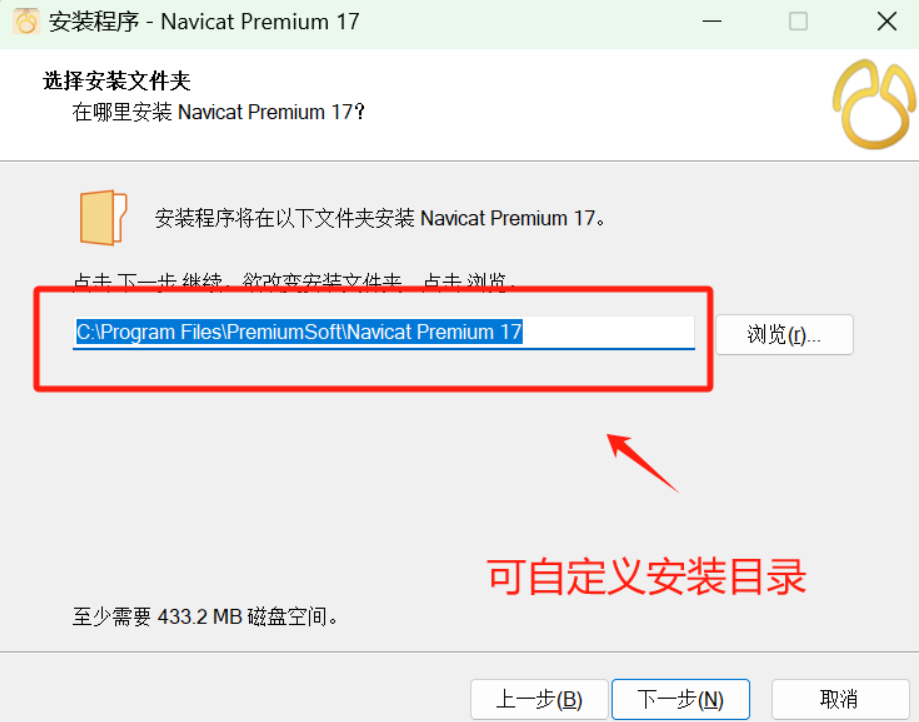 安装程序 - Navicat Premium 17
选择安装文件夹
在哪里安装 Navicat Premium 17？
安装程序将在以下文件夹安装 Navicat Premium 17。
点击 下一步 继续。欲改变安装文件夹，点击 浏览。
C:\Program Files\PremiumSoft\Navicat Premium 17
浏览(r)...
可自定义安装目录
至少需要 433.2 MB 磁盘空间。
上一步(B)
下一步(N)
取消